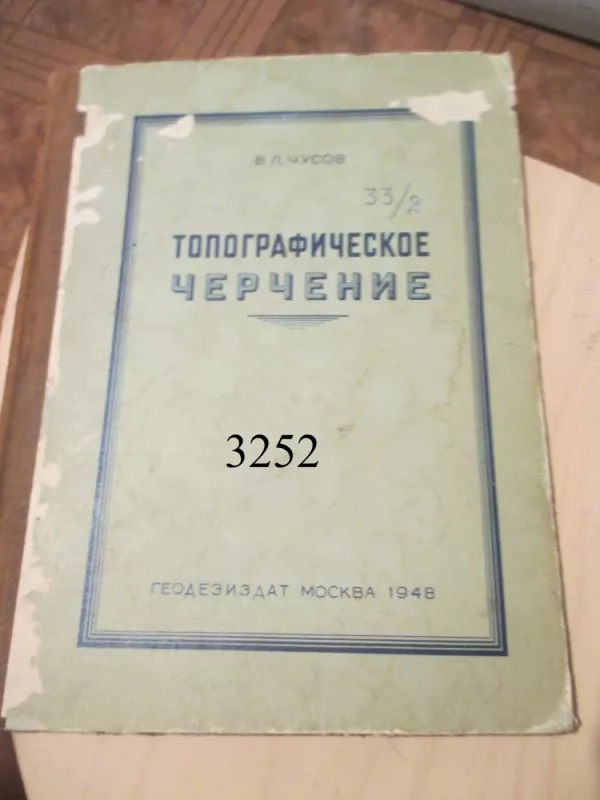 В. Л. ЧУСОВ
33/2
ТОПОГРАФИЧЕСКОЕ
ЧЕРЧЕНИЕ
3252
ГЕОДЕЗИЗДАТ МОСКВА 1948